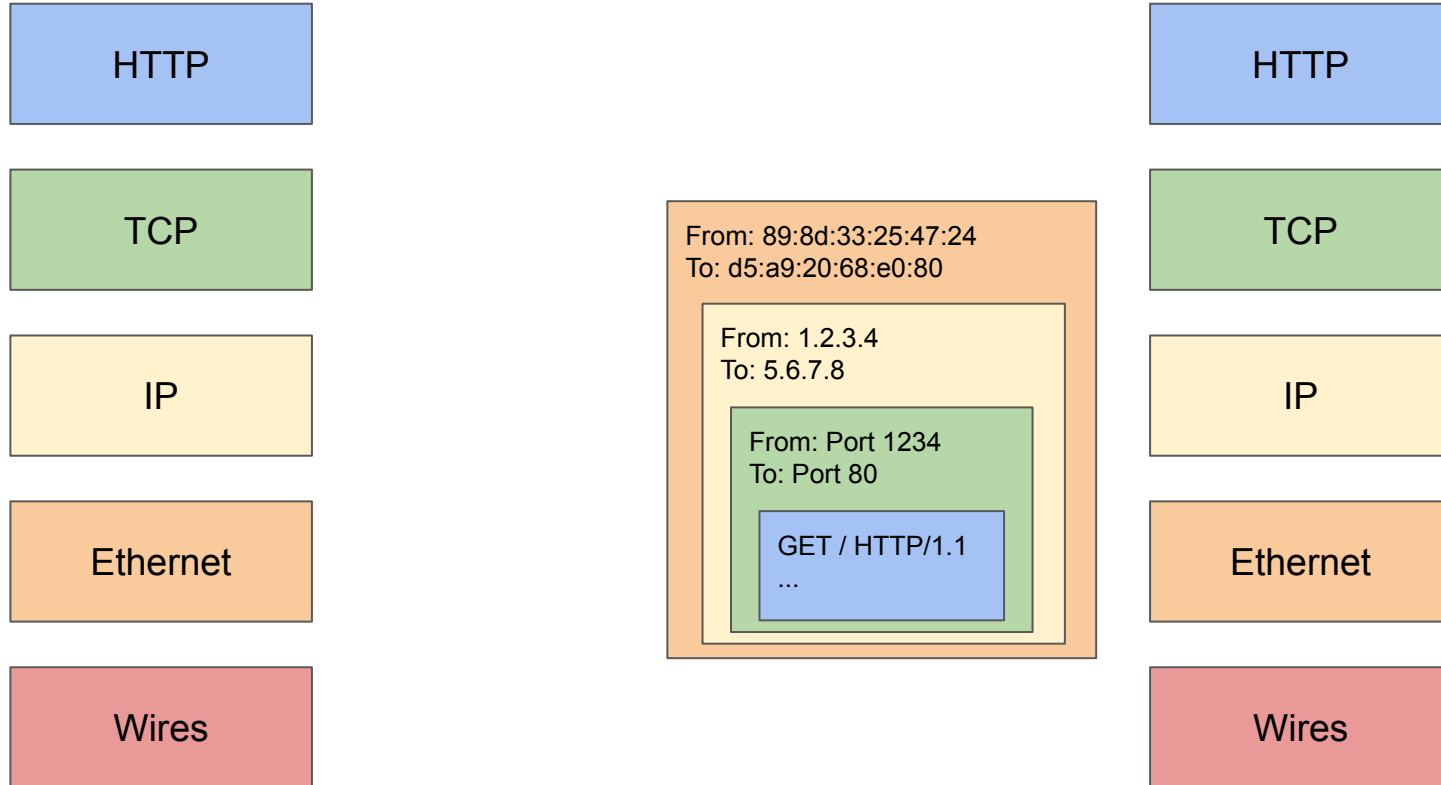 HTTP
TCP
IP
Ethernet
Wires
From: 89:8d:33:25:47:24
To: d5:a9:20:68:e0:80
From: 1.2.3.4
To: 5.6.7.8
From: Port 1234
To: Port 80
GET / HTTP/1.1
...
HTTP
TCP
IP
Ethernet
Wires